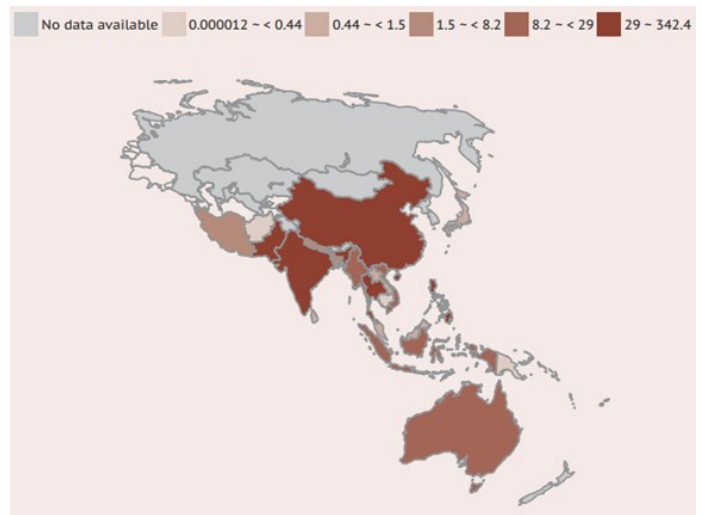 No data available 0.000012 ~ < 0.44 0.44 ~ < 1.5 1.5 ~ < 8.2 8.2 ~ < 29 29 ~ 342.4